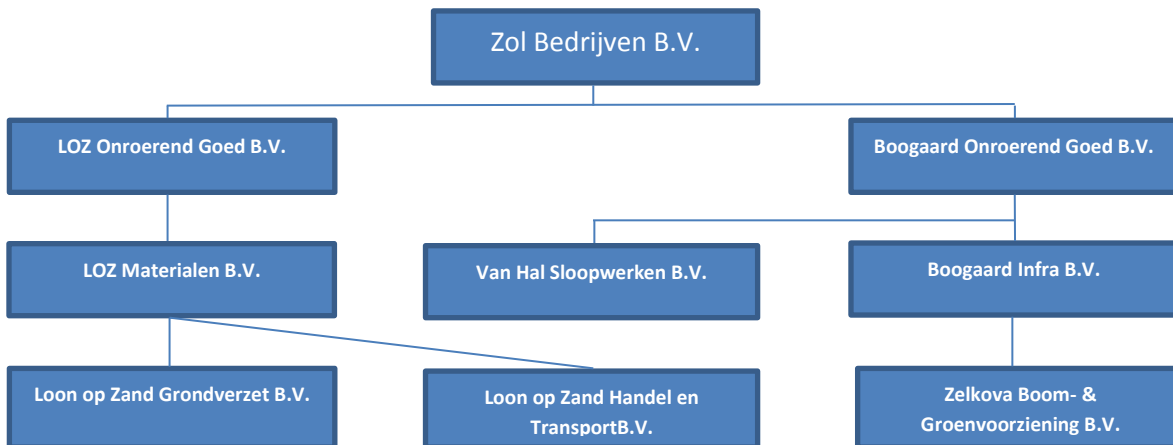 Zol Bedrijven B.V.
LOZ Onroerend Goed B.V.
Boogaard Onroerend Goed B.V.
LOZ Materialen B.V.
Van Hal Sloopwerken B.V.
Boogaard Infra B.V.
Loon op Zand Grondverzet B.V.
Loon op Zand Handel en
TransportB.V.
Zelkova Boom- &
Groenvoorziening B.V.